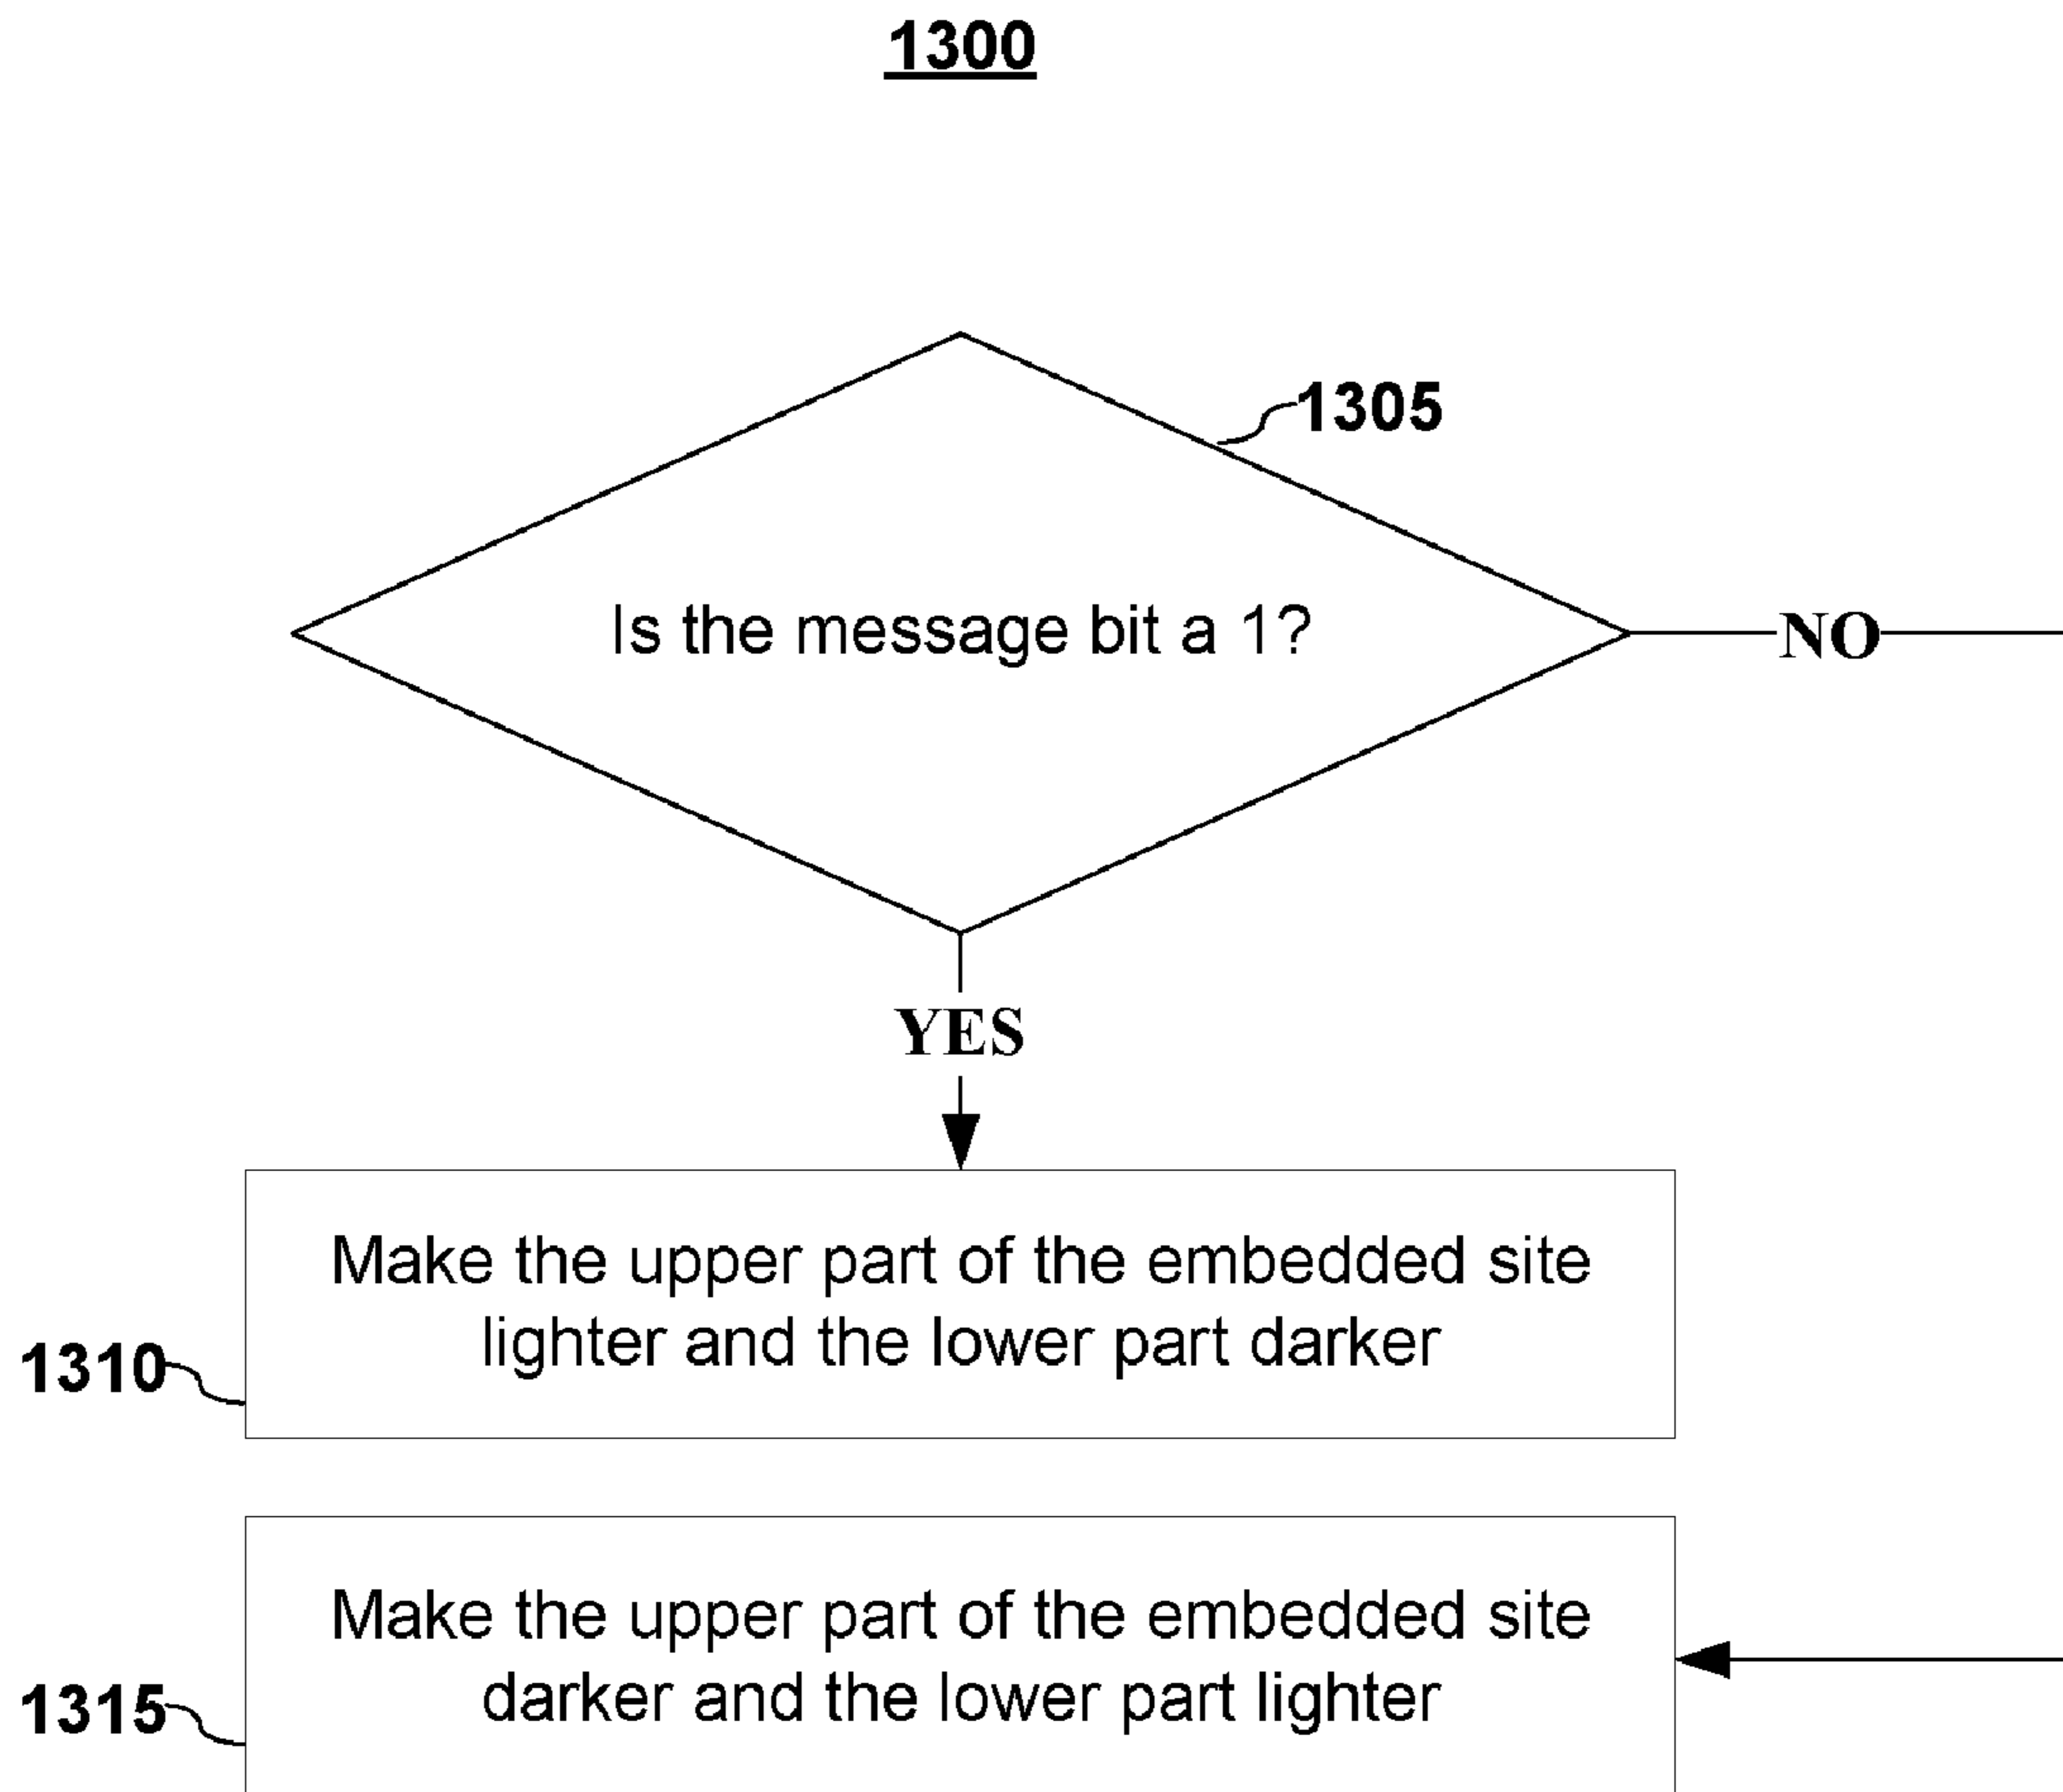 1300
1305
Is the message bit a 1?
NO
YES
Make the upper part of the embedded site
lighter and the lower part darker
1310
Make the upper part of the embedded site
darker and the lower part lighter
1315